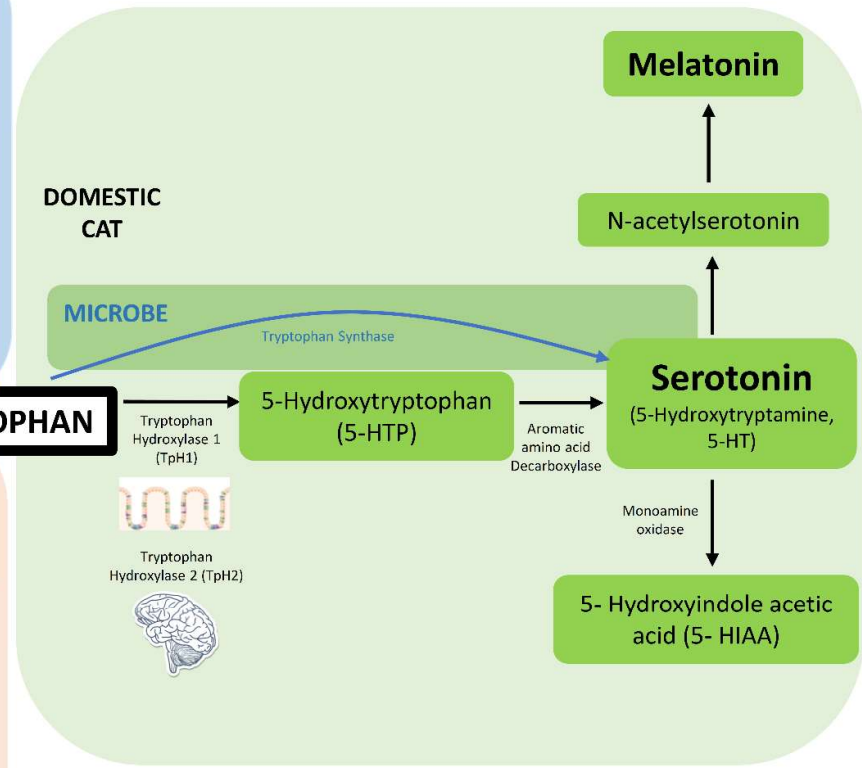 Melatonin
DOMESTIC
CAT
N-acetylserotonin
MICROBE
Tryptophan Synthase
OPHAN
Tryptophan
Hydroxylase 1
(TpH1)
5-Hydroxytryptophan
(5-HTP)
Aromatic
amino acid
Decarboxylase
Serotonin
(5-Hydroxytryptamine,
5-HT)
Monoamine
oxidase
Tryptophan
Hydroxylase 2 (TpH2)
5- Hydroxyindole acetic
acid (5- HIAA)